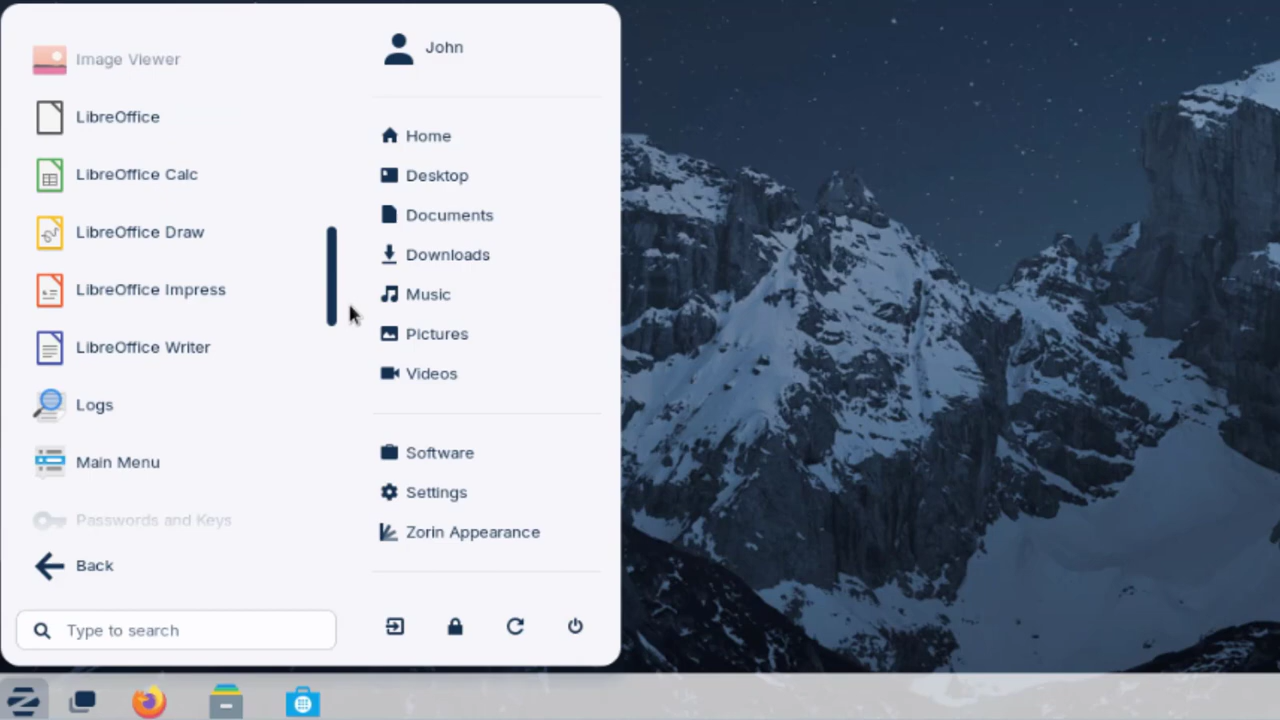 Image Viewer
LibreOffice
LibreOffice Calc
LibreOffice Draw
LibreOffice Impress
LibreOffice Writer
Logs
Main Menu
Passwords and Keys
Back
Type to search
John
Home
Desktop
Documents
Downloads
Music
Pictures
Videos
Software
Settings
Zorin Appearance